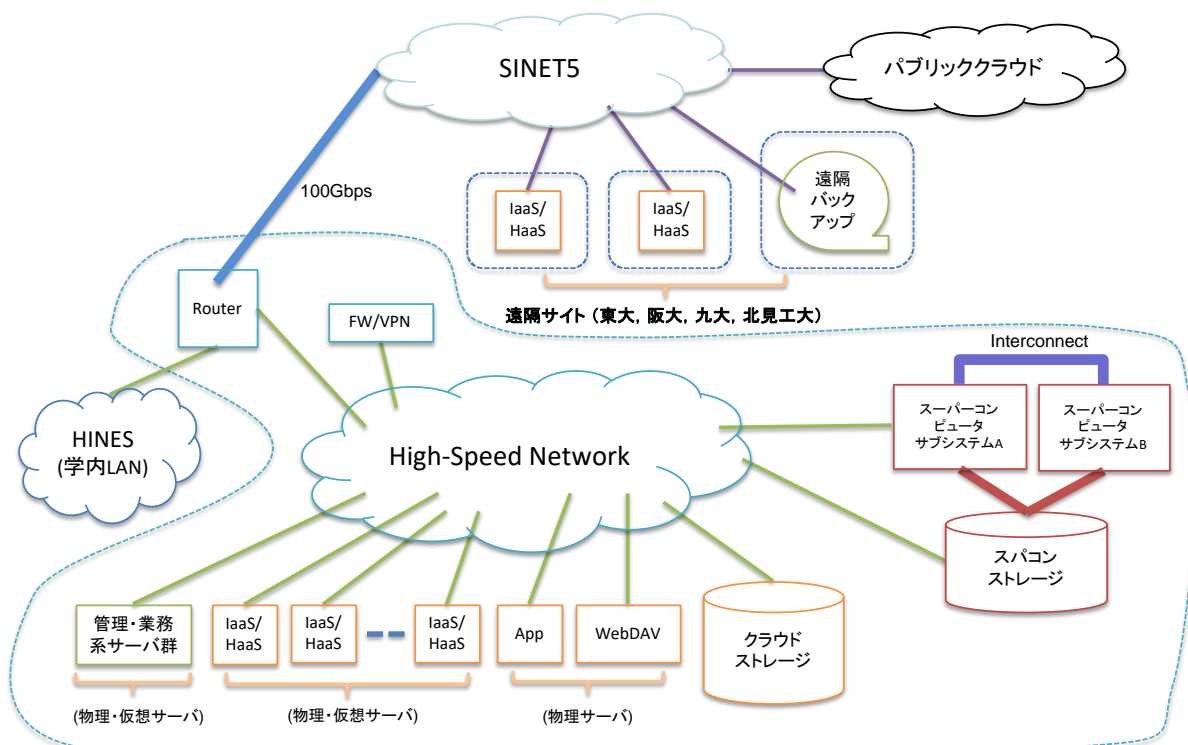 SINET5
パブリッククラウド
100Gbps
IaaS/
HaaS
IaaS/
HaaS
遠隔
バック
アップ
遠隔サイト（東大，阪大，九大，北見工大）
Router
FW/VPN
Interconnect
HINES
(学内LAN)
High-Speed Network
スーパーコン
ピュータ
サブシステムA
スーパーコン
ピュータ
サブシステムB
スパコン
ストレージ
管理・業務
系サーバ群
IaaS/
HaaS
IaaS/
HaaS
IaaS/
HaaS
App
WebDAV
クラウド
ストレージ
(物理・仮想サーバ)
(物理・仮想サーバ)
(物理サーバ)